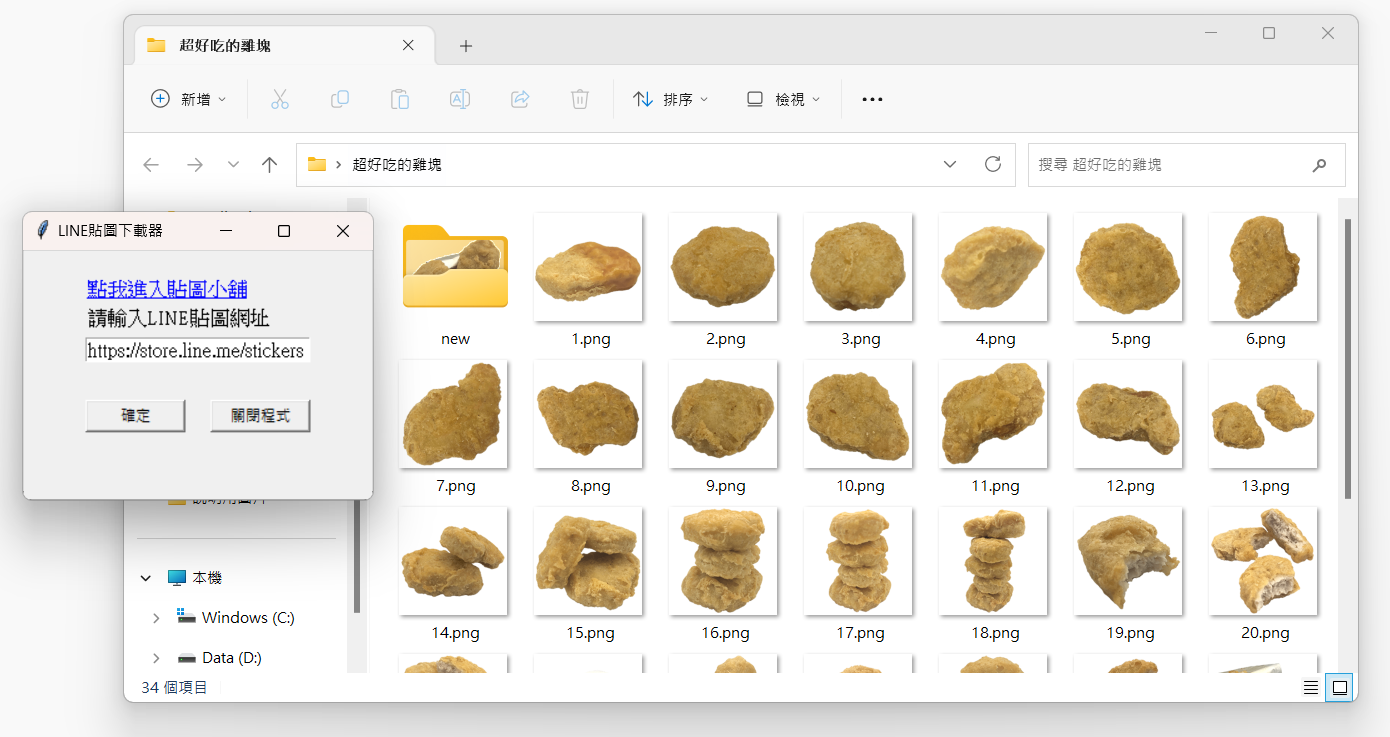 超好吃的雞塊
新增
排序
檢視
超好吃的雞塊
搜尋 超好吃的雞塊
LINE貼圖下載器
點我進入貼圖小舖
請輸入LINE貼圖網址
https://store.line.me/stickers
確定
關閉程式
本機
Windows (C:)
Data (D:)
new
1.png
2.png
3.png
4.png
5.png
6.png
7.png
8.png
9.png
10.png
11.png
12.png
13.png
14.png
15.png
16.png
17.png
18.png
19.png
20.png
34 個項目